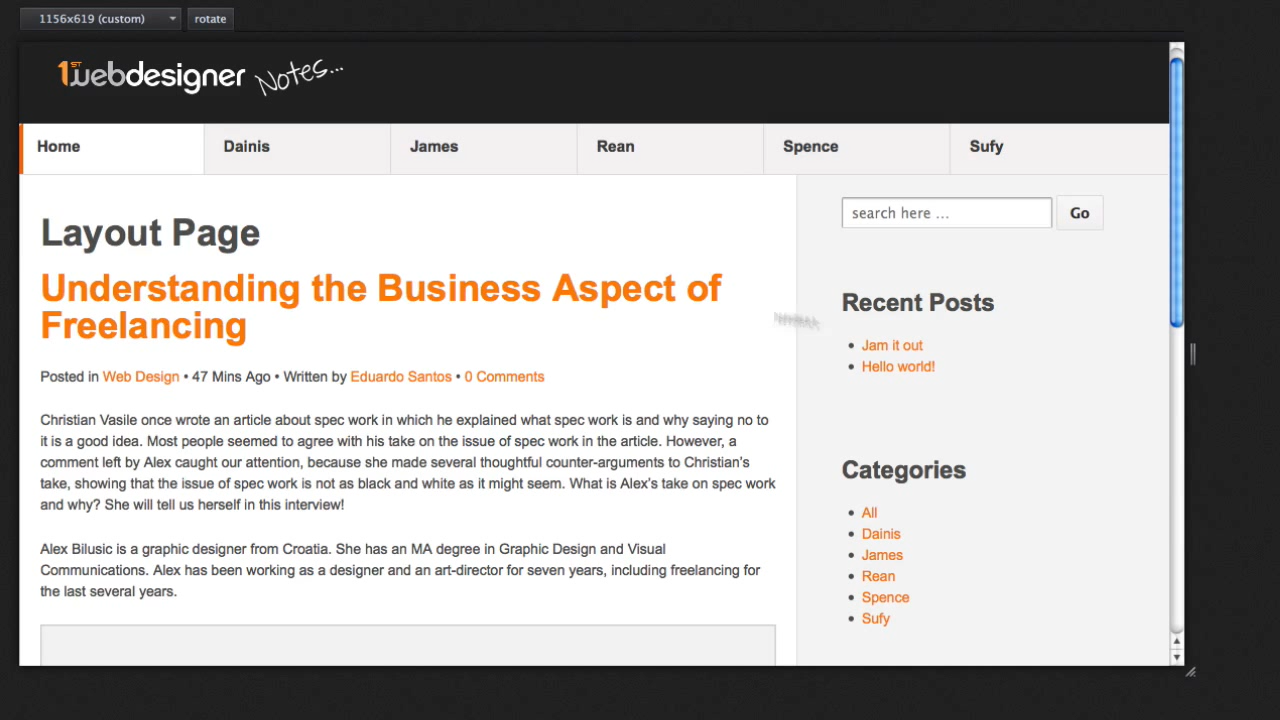 1156x619 (custom)
rotate
1STwebdesigner Notes...
Home
Dainis
James
Rean
Spence
Sufy
search here ...
Go
Layout Page
Understanding the Business Aspect of
Freelancing
Posted in Web Design • 47 Mins Ago • Written by Eduardo Santos • 0 Comments
Christian Vasile once wrote an article about spec work in which he explained what spec work is and why saying no to
it is a good idea. Most people seemed to agree with his take on the issue of spec work in the article. However, a
comment left by Alex caught our attention, because she made several thoughtful counter-arguments to Christian's
take, showing that the issue of spec work is not as black and white as it might seem. What is Alex's take on spec work
and why? She will tell us herself in this interview!
Alex Bilusic is a graphic designer from Croatia. She has an MA degree in Graphic Design and Visual
Communications. Alex has been working as a designer and an art-director for seven years, including freelancing for
the last several years.
Recent Posts
• Jam it out
• Hello world!
Categories
• All
• Dainis
• James
• Rean
• Spence
• Sufy